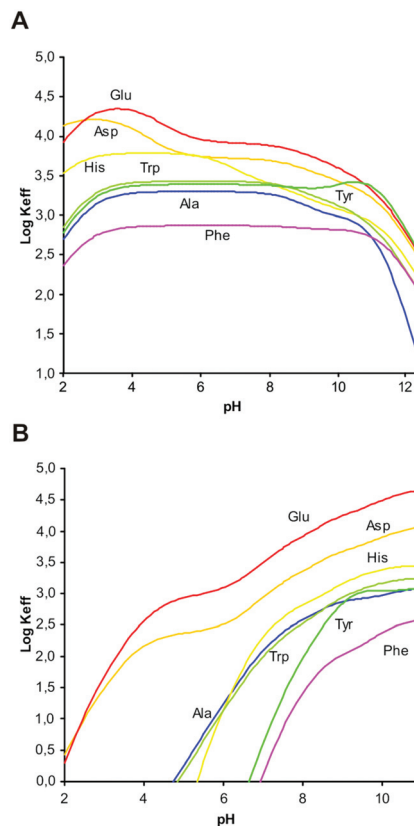 A
5,0
4,5
4,0
3,5
3,0
2,5
2,0
1,5
1,0
Log Keff
Glu
Asp
His
Trp
Tyr
Ala
Phe
2
4
6
8
10
12
pH
B
5,0
4,5
4,0
3,5
3,0
2,5
2,0
1,5
1,0
0,5
0,0
Log Keff
Glu
Asp
His
Tyr
Trp
Phe
Ala
2
4
6
8
10
pH